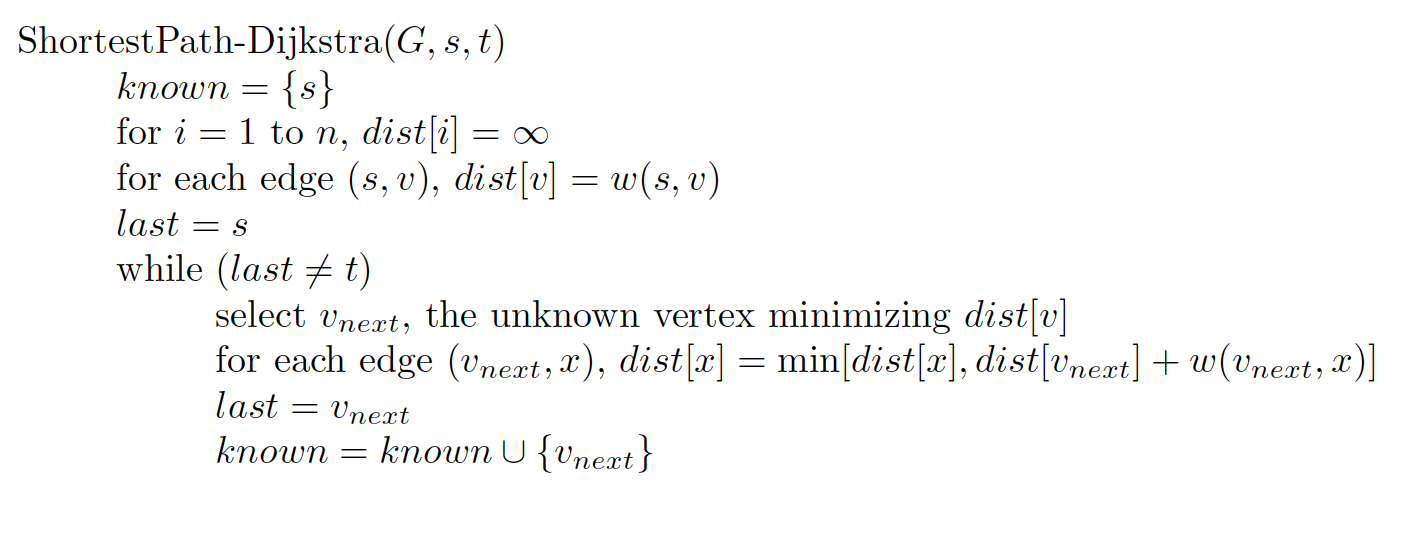 ShortestPath-Dijkstra(G, s, t)
known = {s}
for i = 1 to n, dist[i] = ∞
for each edge (s, v), dist[v] = w(s, v)
last = s
while (last ≠ t)
select v_next, the unknown vertex minimizing dist[v]
for each edge (v_next, x), dist[x] = min[dist[x], dist[v_next] + w(v_next, x)]
last = v_next
known = known ∪ {v_next}